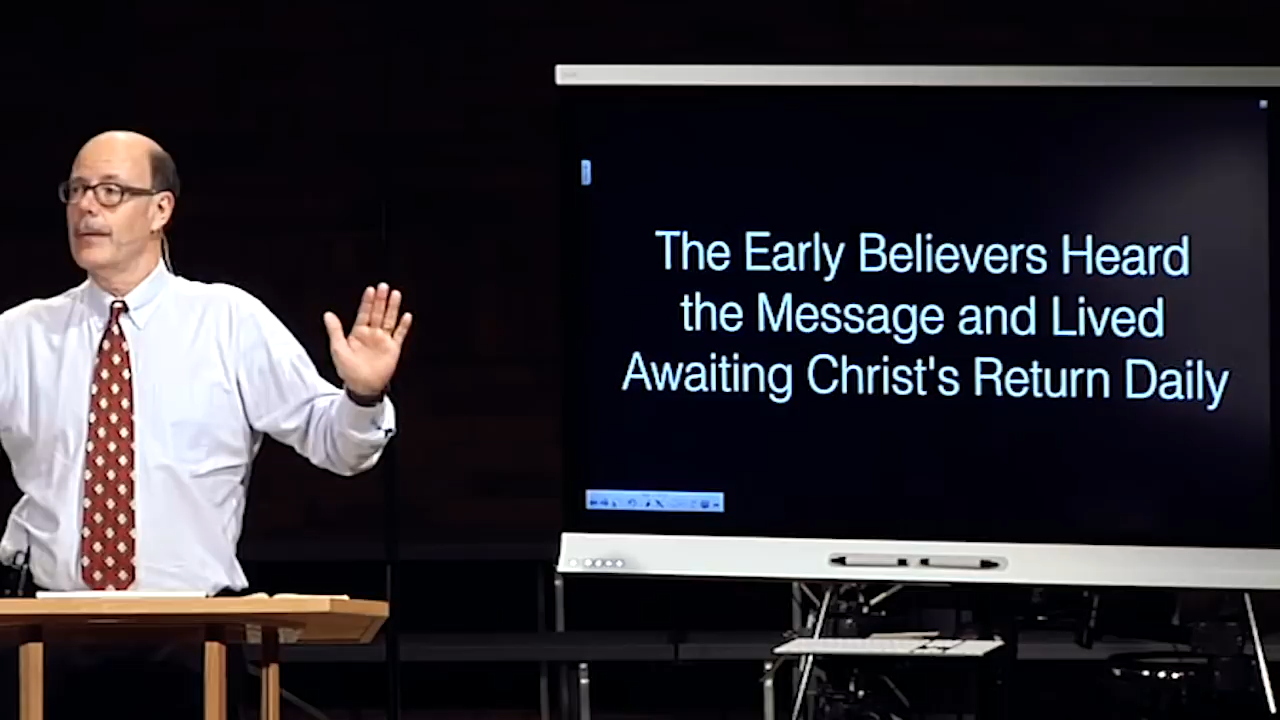 The Early Believers Heard
the Message and Lived
Awaiting Christ's Return Daily